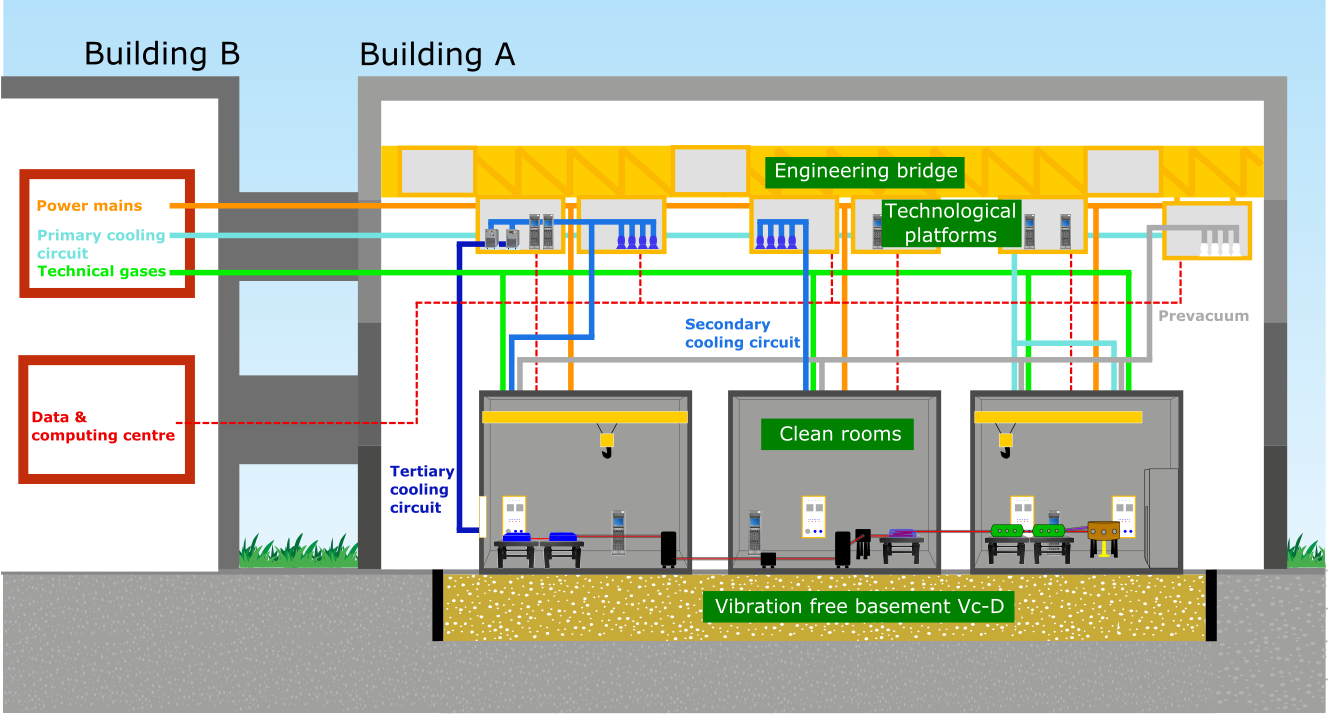 Building B
Building A
Engineering bridge
Power mains
Technological
platforms
Primary cooling
circuit
Technical gases
Prevacuum
Secondary
cooling circuit
Data &
computing centre
Clean rooms
Tertiary
cooling
circuit
Vibration free basement Vc-D